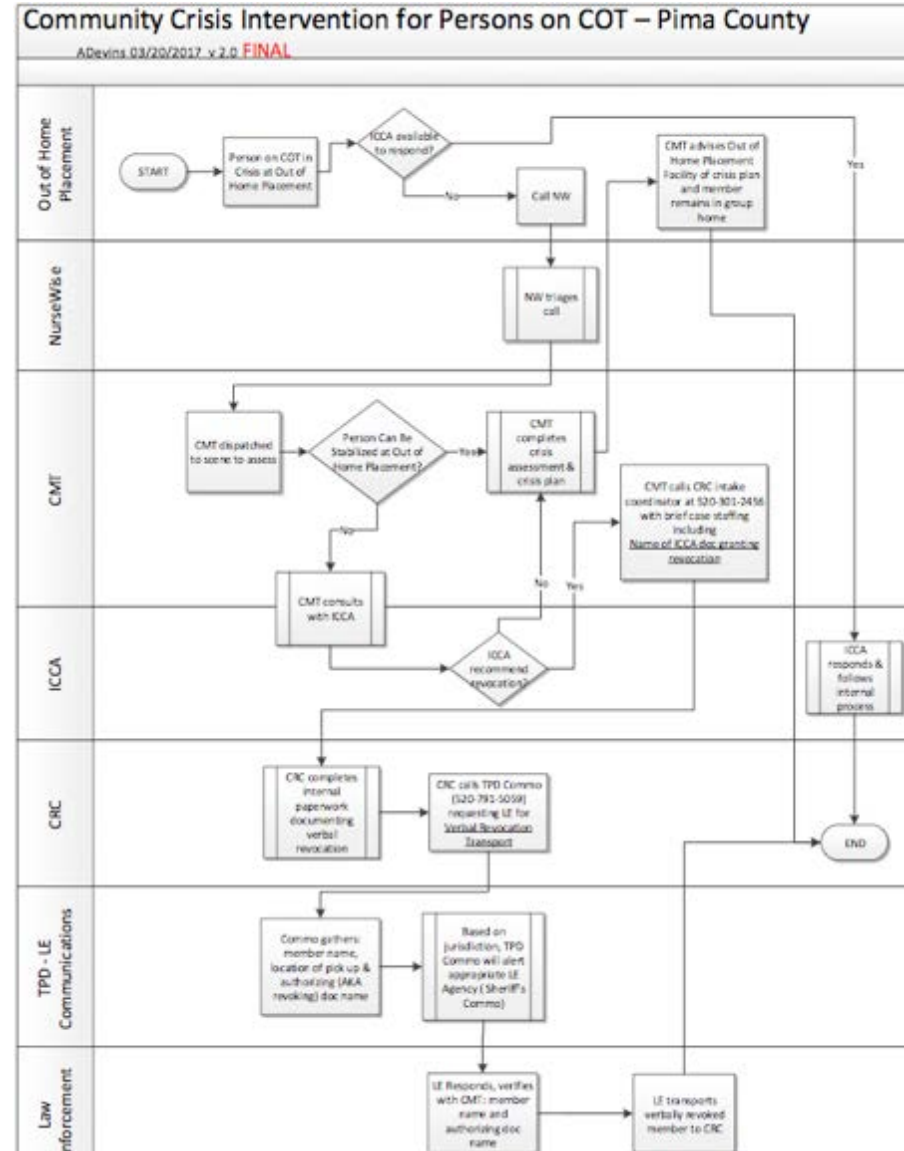 Community Crisis Intervention for Persons on COT – Pima County
ADevins 03/20/2017 v 2.0 FINAL
Out of Home
Placement
START
Person on COT in
Crisis at Out of
Home Placement
ICCA available
to respond?
No
Call NW
CMT advises Out of
Home Placement
Facility of crisis plan
and member
remains in group
home
Yes
NurseWise
NW triages
call
CMT
CMT dispatched
to scene to assess
Person Can Be
Stabilized at Out of
Home Placement?
Yes
CMT
completes
crisis
assessment &
crisis plan
CMT calls CRC intake
coordinator at 520-301-2456
with brief case staffing
including
Name of ICCA doc granting
revocation
No
CMT consults
with ICCA
No
Yes
ICCA
ICCA
recommend
revocation?
ICCA
responds &
follows
internal
process
CRC
CRC completes
internal
paperwork
documenting
verbal
revocation
CRC calls TPD Commo
(520-791-5059)
requesting LE for
Verbal Revocation
Transport
END
TPD - LE
Communications
Commo gathers:
member name,
location of pick up &
authorizing (AKA
revoking) doc name
Based on
jurisdiction, TPD
Commo will alert
appropriate LE
Agency ( Sheriff's
Commo)
Law
nforcement
LE Responds, verifies
with CMT: member
name and
authorizing doc
name
LE transports
verbally revoked
member to CRC